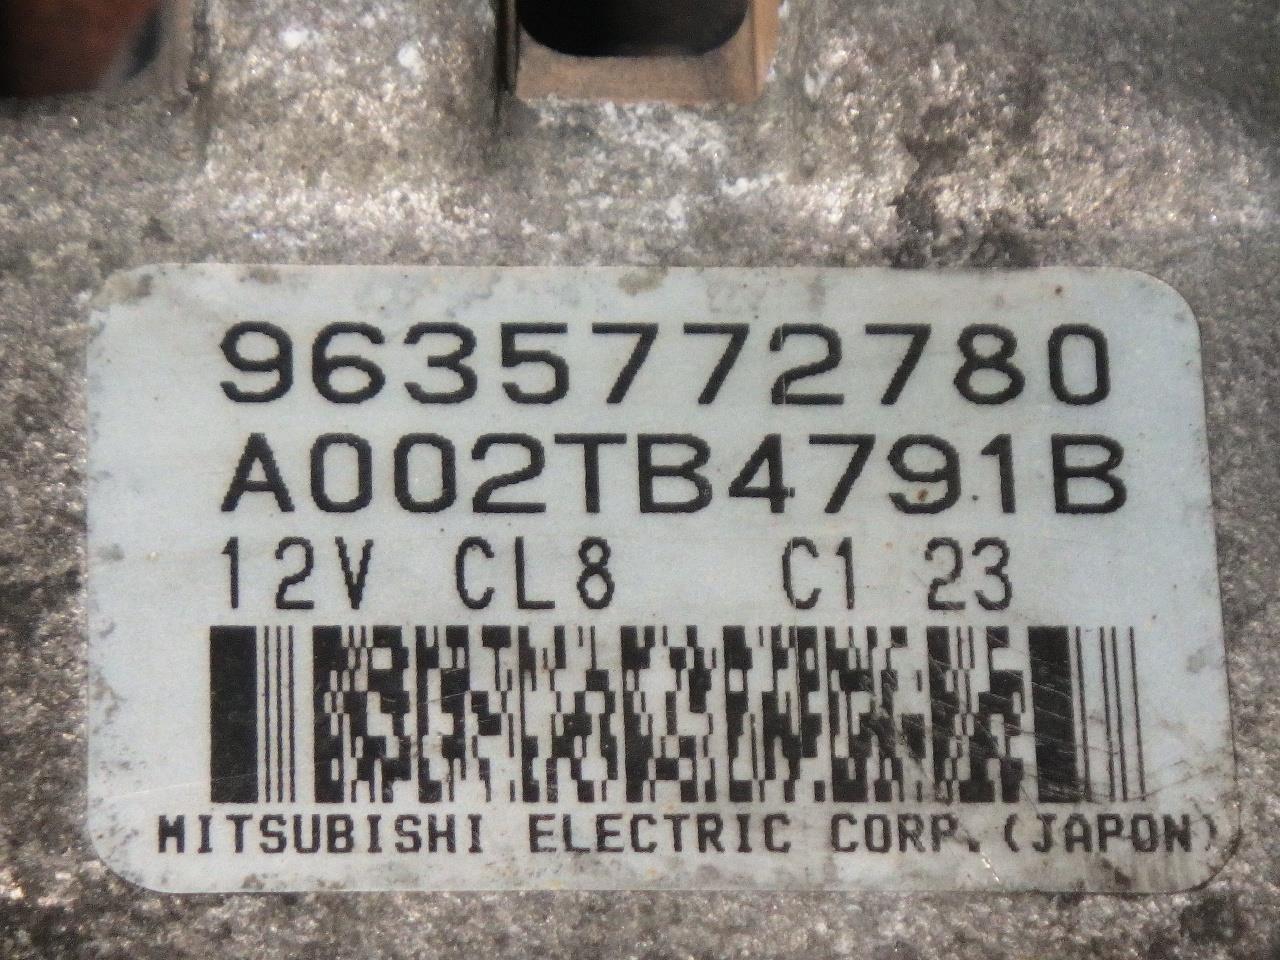 9635772780
A002TB4791B
12V CL8 C1 23
MITSUBISHI ELECTRIC CORP. (JAPON)